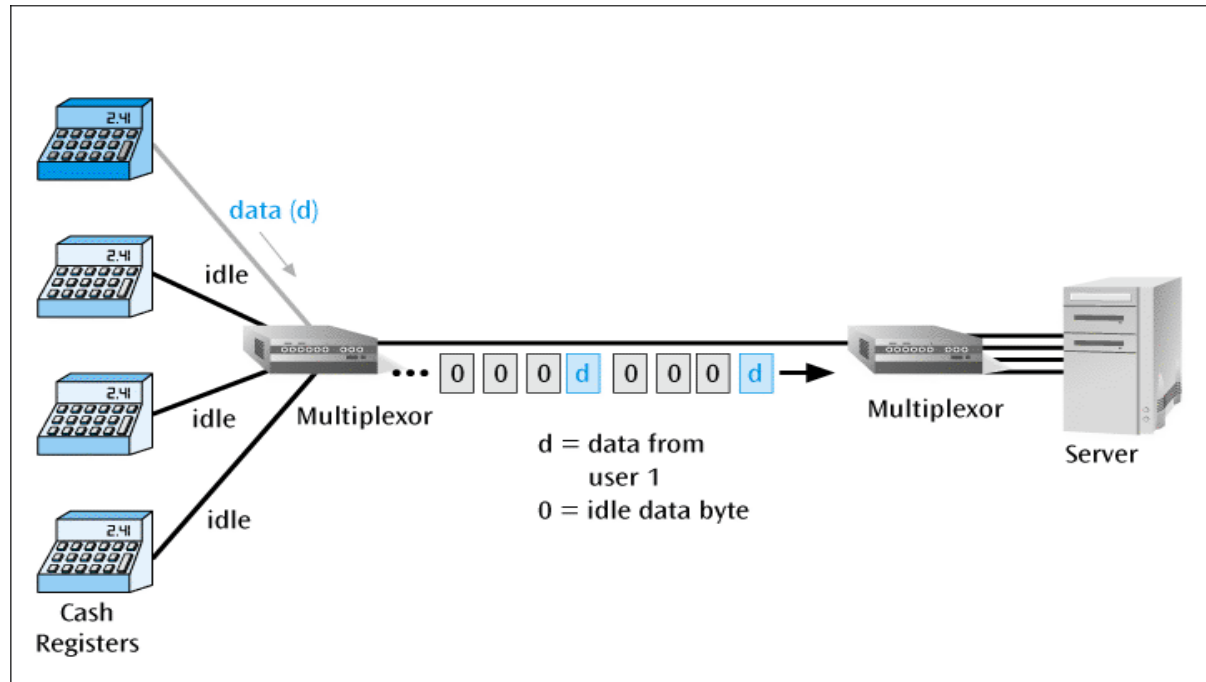 2.41
data (d)
2.41
idle
2.41
idle
Multiplexor
0 0 0 d 0 0 0 d
Multiplexor
d = data from
user 1
0 = idle data byte
Server
2.41
idle
Cash
Registers